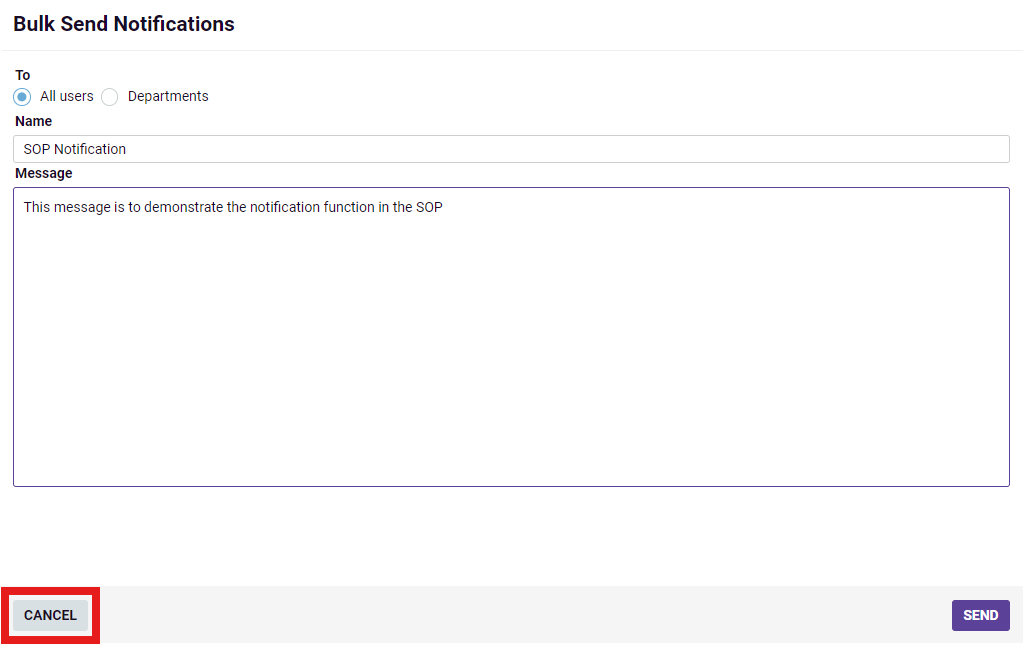 Bulk Send Notifications
To
All users Departments
Name
SOP Notification
Message
This message is to demonstrate the notification function in the SOP
CANCEL SEND